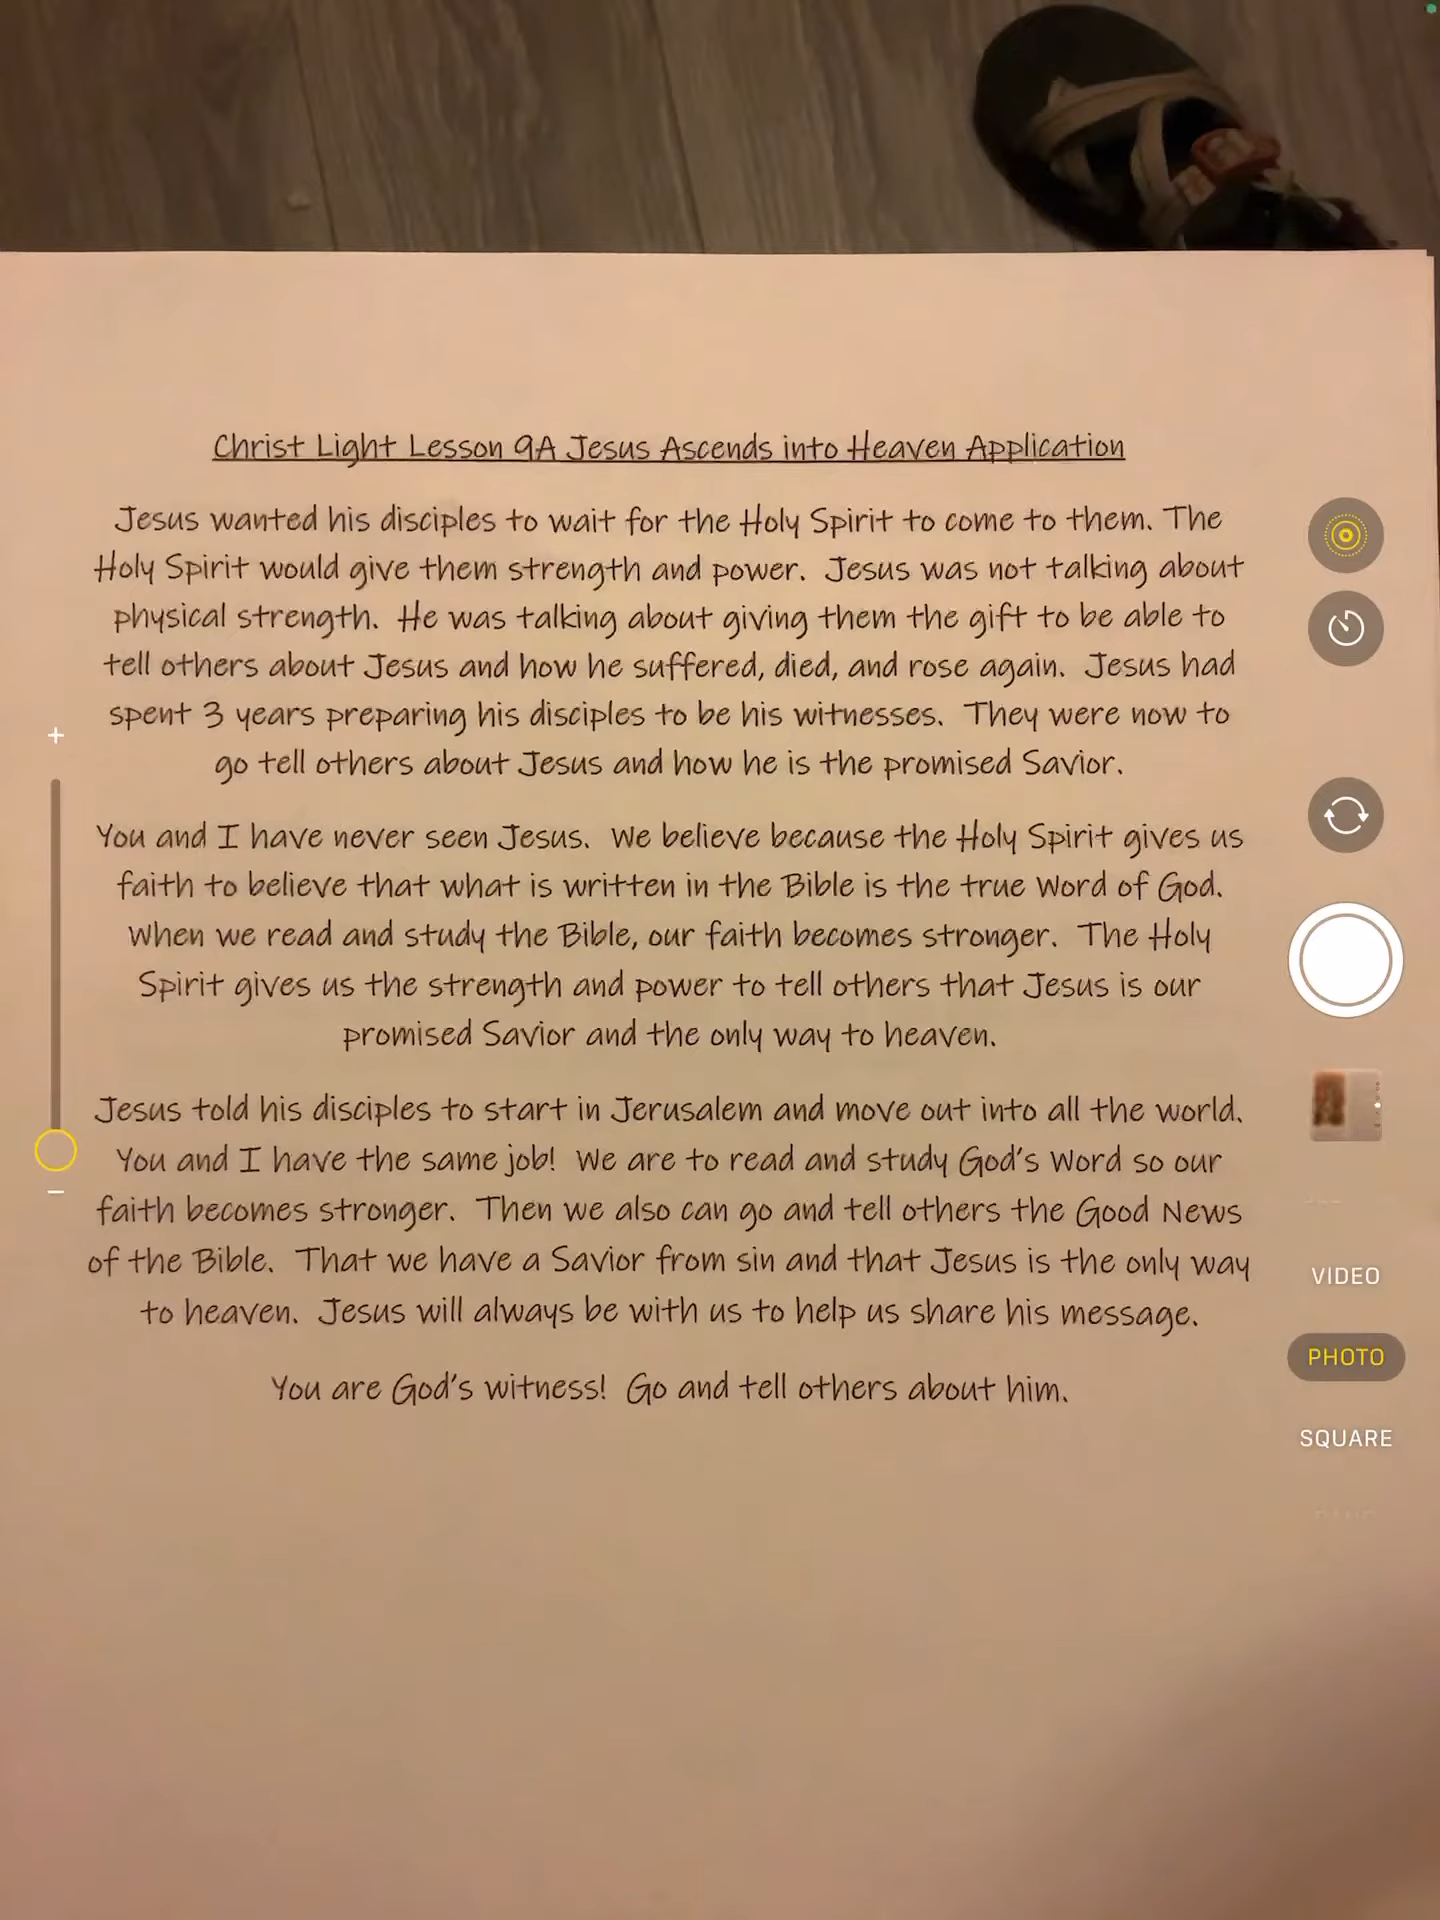 Christ Light Lesson 9A Jesus Ascends into Heaven Application
Jesus wanted his disciples to wait for the Holy Spirit to come to them. The
Holy Spirit would give them strength and power. Jesus was not talking about
physical strength. He was talking about giving them the gift to be able to
tell others about Jesus and how he suffered, died, and rose again. Jesus had
spent 3 years preparing his disciples to be his witnesses. They were now to
go tell others about Jesus and how he is the promised Savior.
You and I have never seen Jesus. We believe because the Holy Spirit gives us
faith to believe that what is written in the Bible is the true Word of God.
When we read and study the Bible, our faith becomes stronger. The Holy
Spirit gives us the strength and power to tell others that Jesus is our
promised Savior and the only way to heaven.
Jesus told his disciples to start in Jerusalem and move out into all the world.
You and I have the same job! We are to read and study God's Word so our
faith becomes stronger. Then we also can go and tell others the Good News
of the Bible. That we have a Savior from sin and that Jesus is the only way
to heaven. Jesus will always be with us to help us share his message.
You are God's witness! Go and tell others about him.
VIDEO
PHOTO
SQUARE